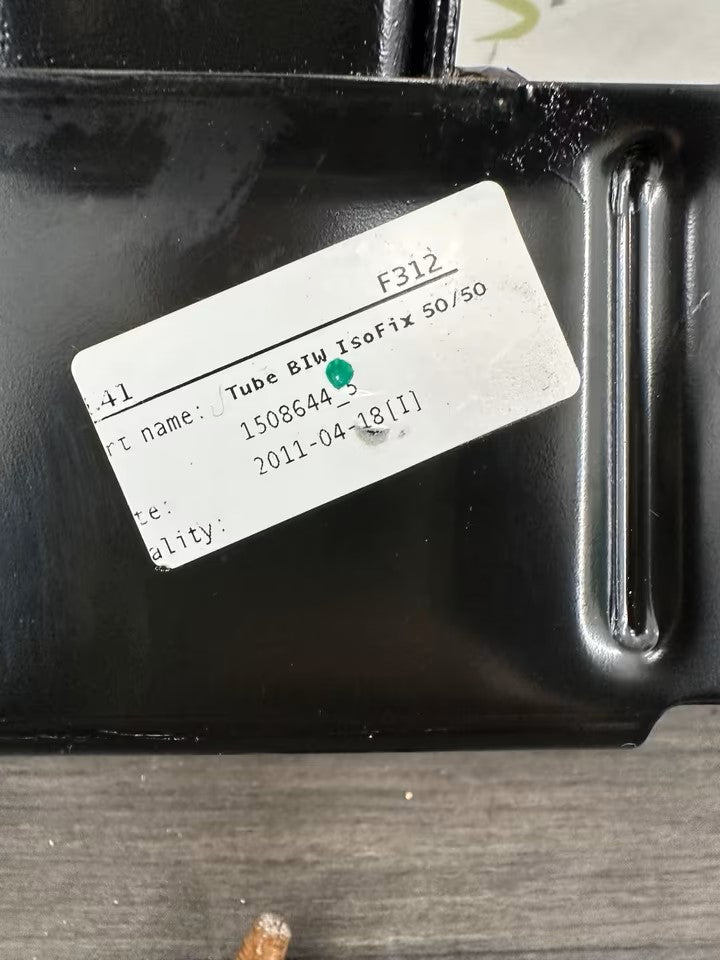 F312
:41
rt name: Tube BIW IsoFix 50/50
1508644_5
te: 2011-04-18[I]
ality: